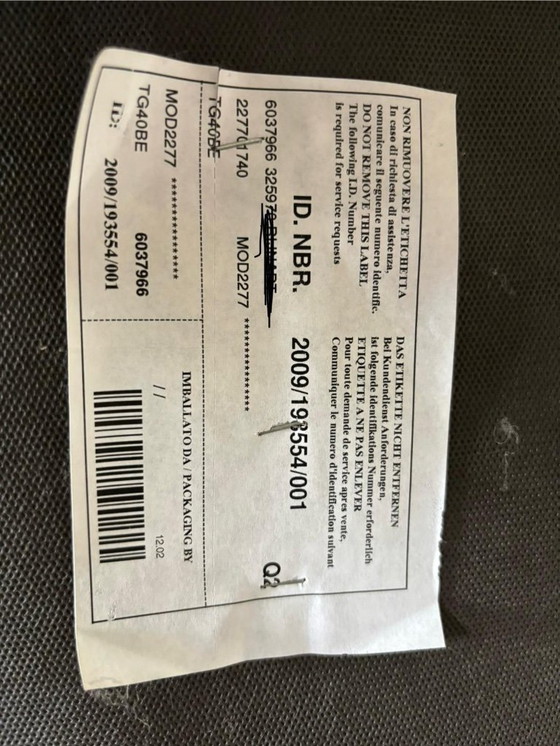 NON RIMUOVERE L'ETICHETTA
In caso di richiesta di assistenza,
comunicare il seguente numero identific.
DO NOT REMOVE THIS LABEL
The following I.D. Number
is required for service requests
DAS ETIKETTE NICHT ENTFERNEN
Bei Kundendienst Anforderungen,
ist folgende Identifikations Nummer erforderlich
ETIQUETTE A NE PAS ENLEVER
Pour toute demande de service apres vente,
Communiquer le numero d'identification suivant
ID. NBR. 2009/193554/001 Q2
6037966
227701740 MOD2277 ****************
TG40BE
MOD2277 ****************
TG40BE 6037966
ID: 2009/193554/001
IMBALLATO DA / PACKAGING BY
/ / 12.02